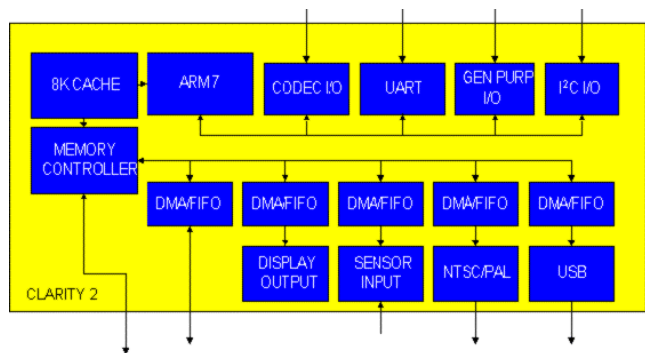 8K CACHE
ARM7
CODEC I/O
UART
GEN PURP
I/O
I²C I/O
MEMORY
CONTROLLER
DMA/FIFO
DMA/FIFO
DMA/FIFO
DMA/FIFO
DMA/FIFO
DISPLAY
OUTPUT
SENSOR
INPUT
NTSC/PAL
USB
CLARITY 2